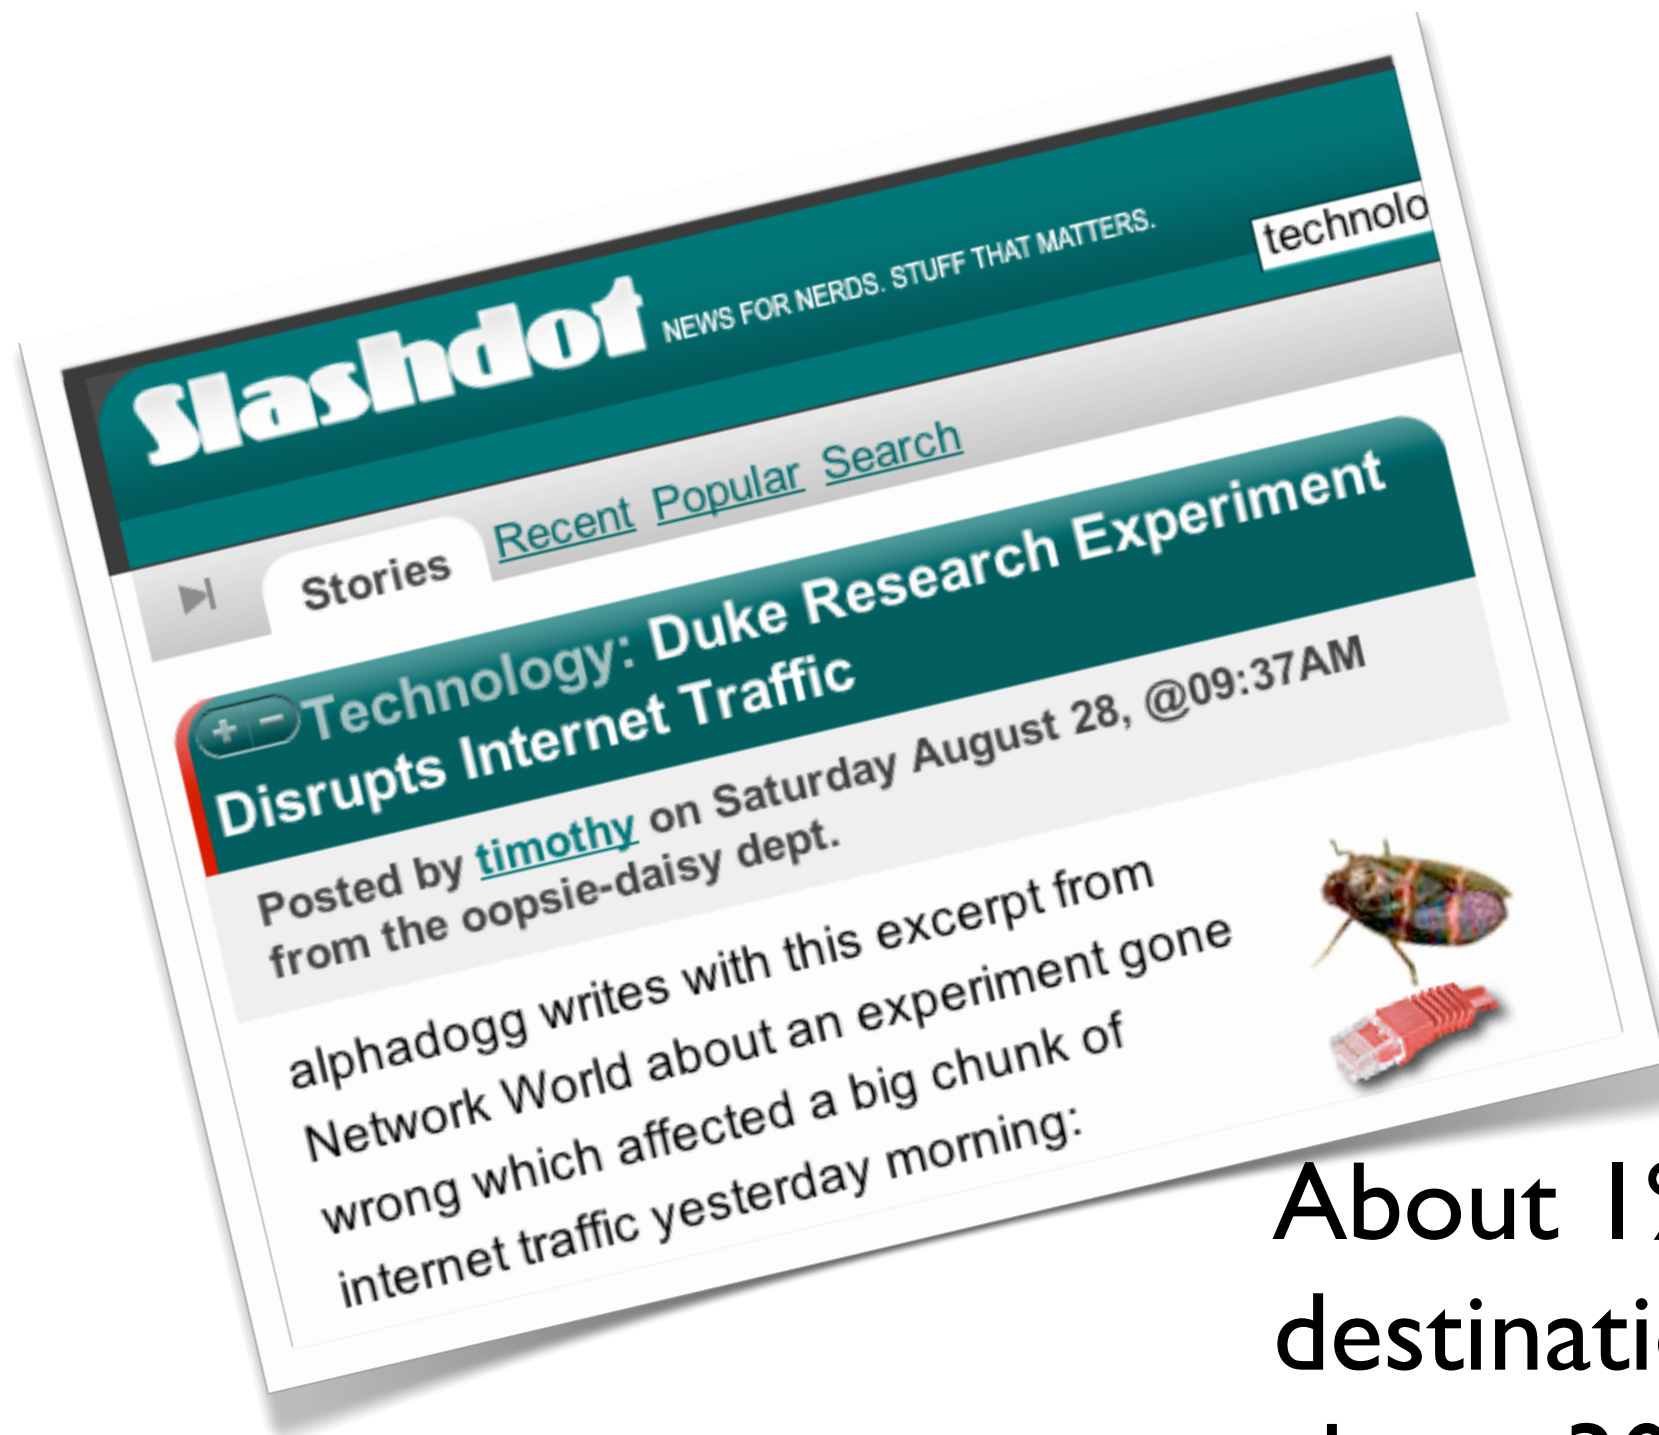 Slashdot NEWS FOR NERDS. STUFF THAT MATTERS.
technolo
Stories Recent Popular Search
Technology: Duke Research Experiment
Disrupts Internet Traffic
Posted by timothy on Saturday August 28, @09:37AM
from the oopsie-daisy dept.
alphadogg writes with this excerpt from
Network World about an experiment gone
wrong which affected a big chunk of
internet traffic yesterday morning:
About 1%
destinati